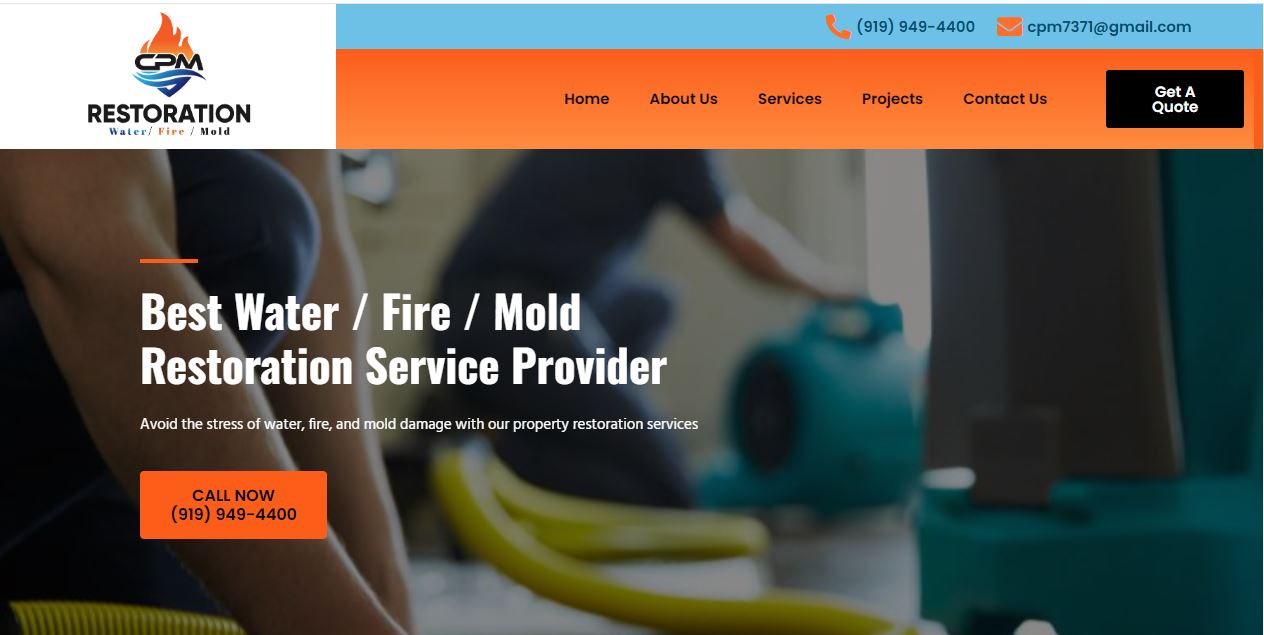 CPM
RESTORATION
Water/ Fire / Mold
(919) 949-4400
cpm7371@gmail.com
Home
About Us
Services
Projects
Contact Us
Get A
Quote
Best Water / Fire / Mold
Restoration Service Provider
Avoid the stress of water, fire, and mold damage with our property restoration services
CALL NOW
(919) 949-4400